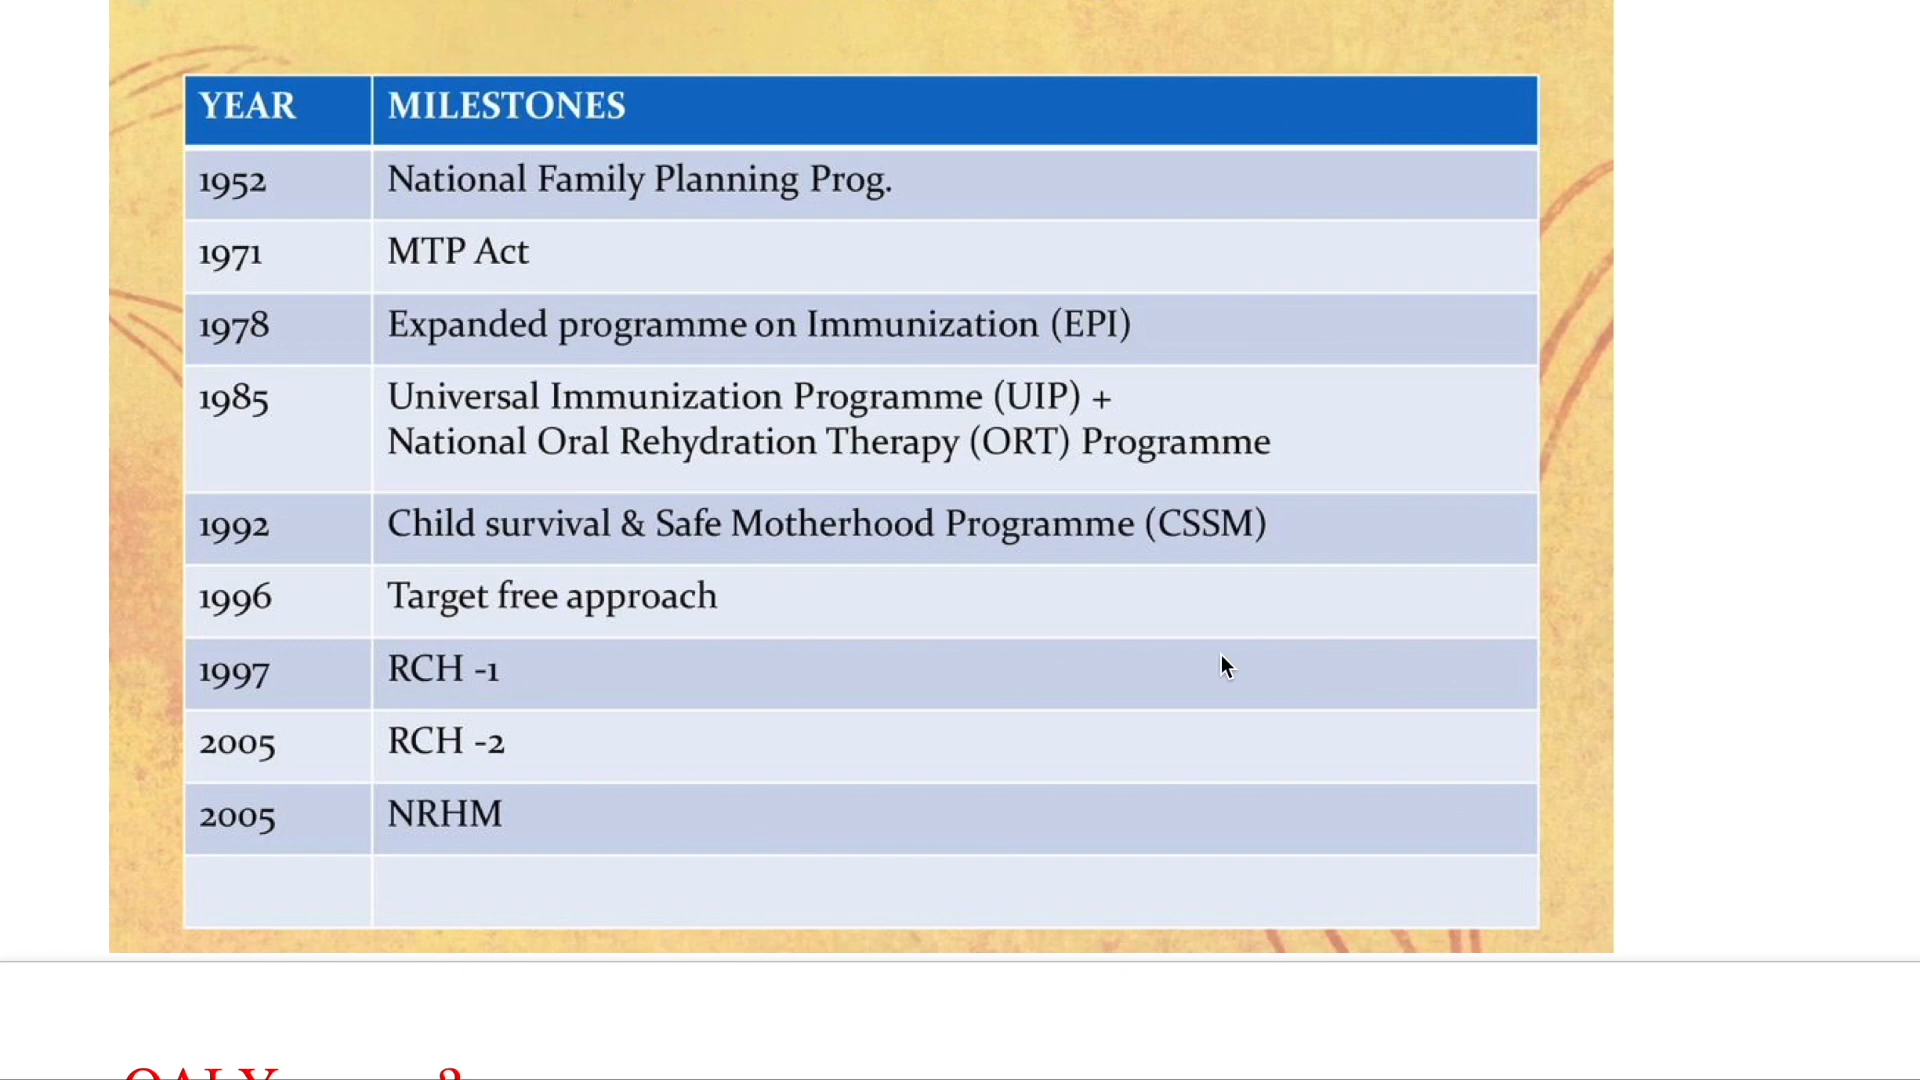 YEAR MILESTONES
1952 National Family Planning Prog.
1971 MTP Act
1978 Expanded programme on Immunization (EPI)
1985 Universal Immunization Programme (UIP) +
National Oral Rehydration Therapy (ORT) Programme
1992 Child survival & Safe Motherhood Programme (CSSM)
1996 Target free approach
1997 RCH -1
2005 RCH -2
2005 NRHM